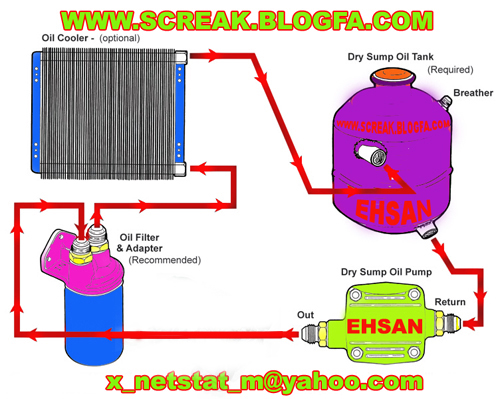 WWW.SCREAK.BLOGFA.COM
Oil Cooler - (optional)
Dry Sump Oil Tank
(Required)
Breather
WWW.SCREAK.BLOGFA.COM
EHSAN
Oil Filter
& Adapter
(Recommended)
Dry Sump Oil Pump
Out
Return
EHSAN
x_netstat_m@yahoo.com